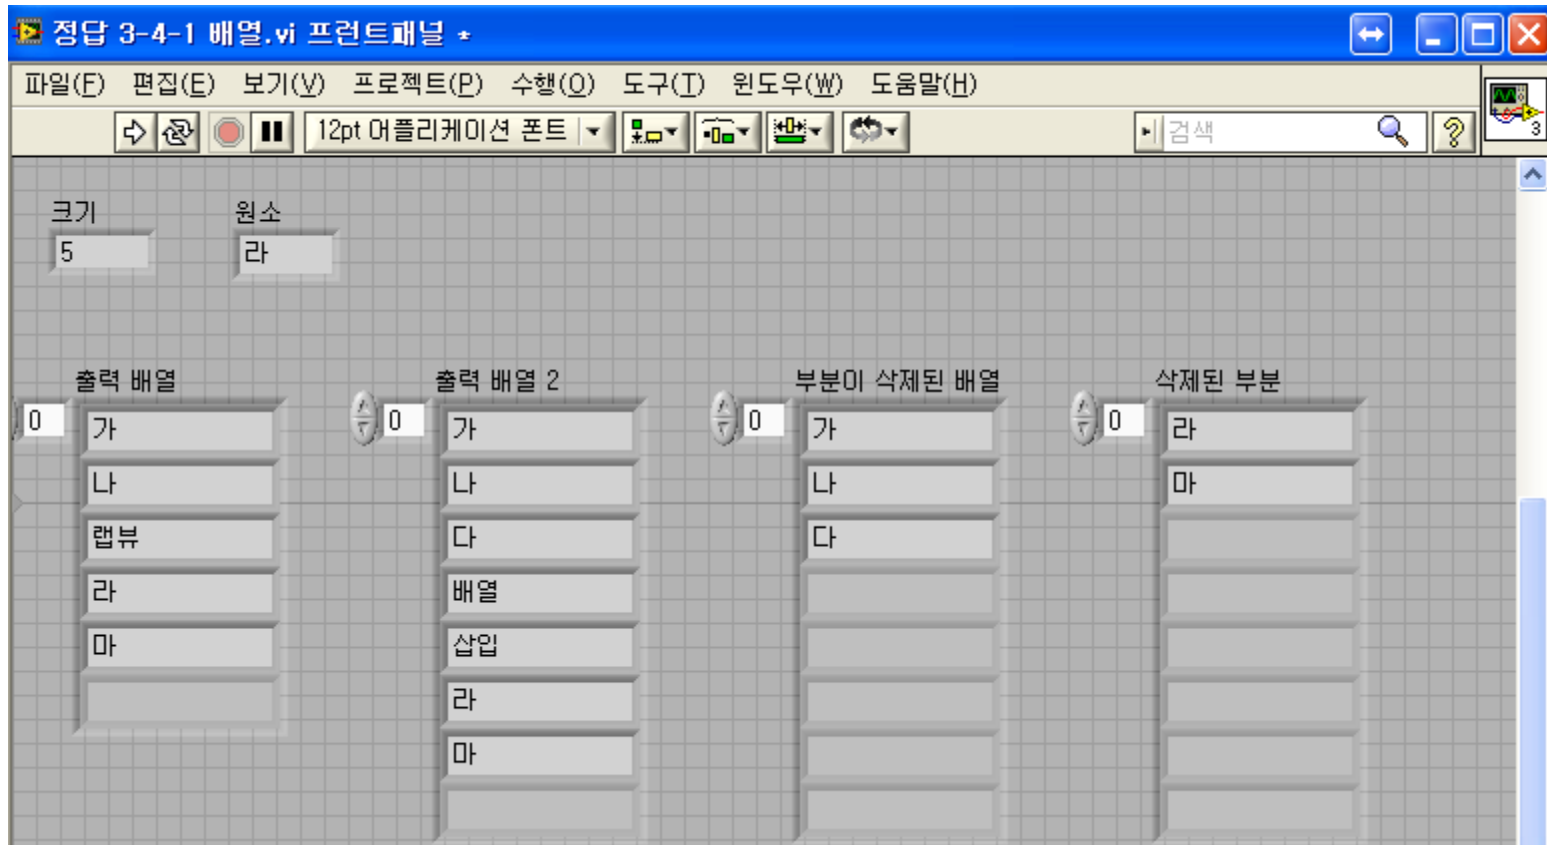 정답 3-4-1 배열.vi 프런트패널 *
파일(F) 편집(E) 보기(V) 프로젝트(P) 수행(O) 도구(T) 윈도우(W) 도움말(H)
12pt 어플리케이션 폰트 검색 3
크기 원소
5 라
출력 배열 출력 배열 2 부분이 삭제된 배열 삭제된 부분
0 가 0 가 0 가 0 라
나 나 나 마
랩뷰 다 다
라 배열
마 삽입
라
마